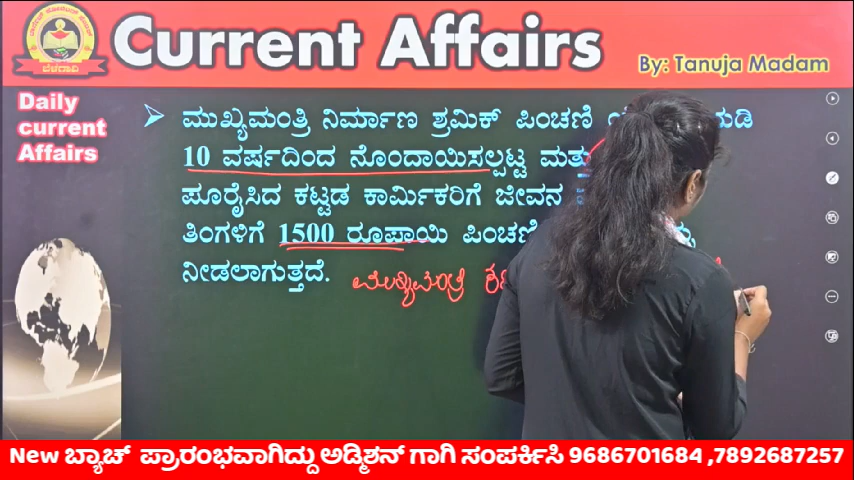 Current Affairs
By: Tanuja Madam
ಬೆಳಗಾವಿ
Daily
current
Affairs
ಮುಖ್ಯಮಂತ್ರಿ ನಿರ್ಮಾಣ ಶ್ರಮಿಕ್ ಪಿಂಚಣಿ
10 ವರ್ಷದಿಂದ ನೊಂದಾಯಿಸಲ್ಪಟ್ಟ
ಪೂರೈಸಿದ ಕಟ್ಟಡ ಕಾರ್ಮಿಕರಿಗೆ ಜೀವನ
ತಿಂಗಳಿಗೆ 1500 ರೂಪಾಯಿ ಪಿಂಚಣಿ
ನೀಡಲಾಗುತ್ತದೆ. ಮುಖ್ಯಮಂತ್ರಿ
New ಬ್ಯಾಚ್ ಪ್ರಾರಂಭವಾಗಿದ್ದು ಅಡ್ಮಿಶನ್ ಗಾಗಿ ಸಂಪರ್ಕಿಸಿ 9686701684 ,7892687257